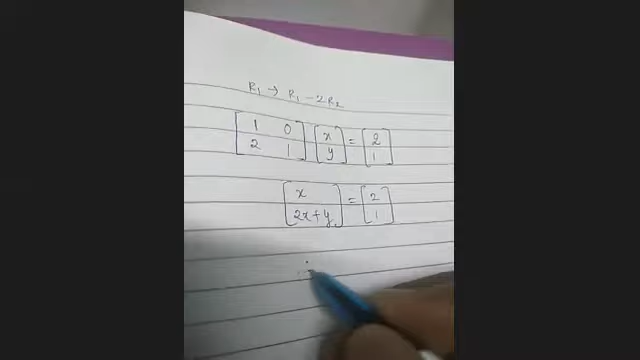 R₁ → R₁ - 2R₂
[1 0; 2 1] [x; y] = [2; 1]
[x; 2x+y] = [2; 1]